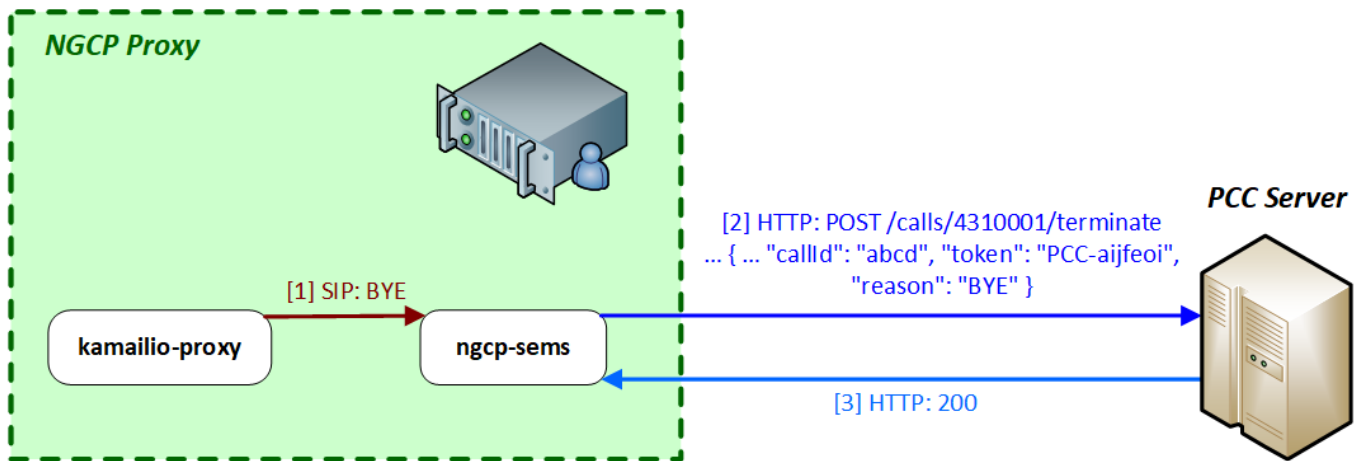 NGCP Proxy
PCC Server
[2] HTTP: POST /calls/4310001/terminate
... { ... "callId": "abcd", "token": "PCC-aijfeoi",
"reason": "BYE" }
[1] SIP: BYE
kamailio-proxy
ngcp-sems
[3] HTTP: 200